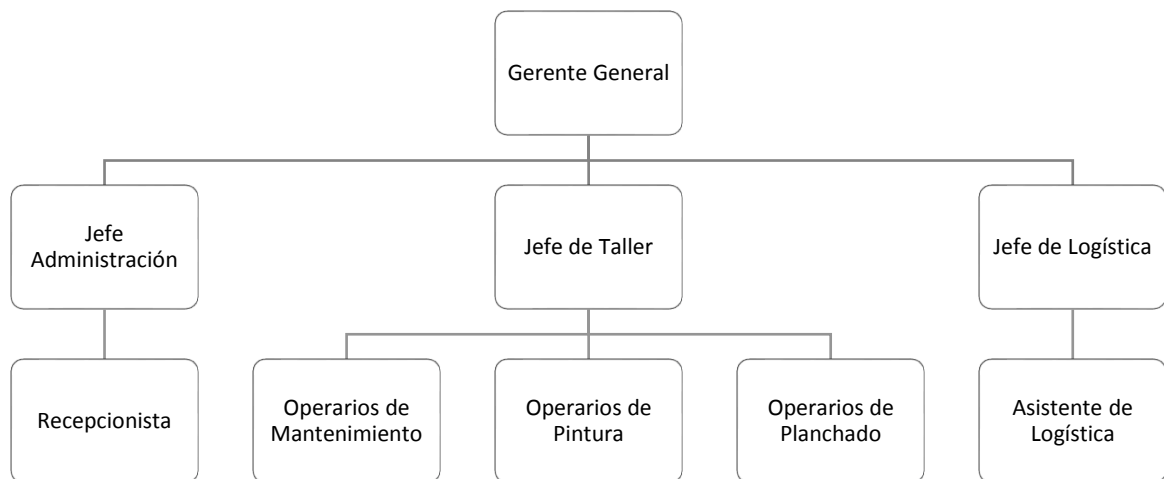 Gerente General
Jefe
Administración
Jefe de Taller
Jefe de Logística
Recepcionista
Operarios de
Mantenimiento
Operarios de
Pintura
Operarios de
Planchado
Asistente de
Logística